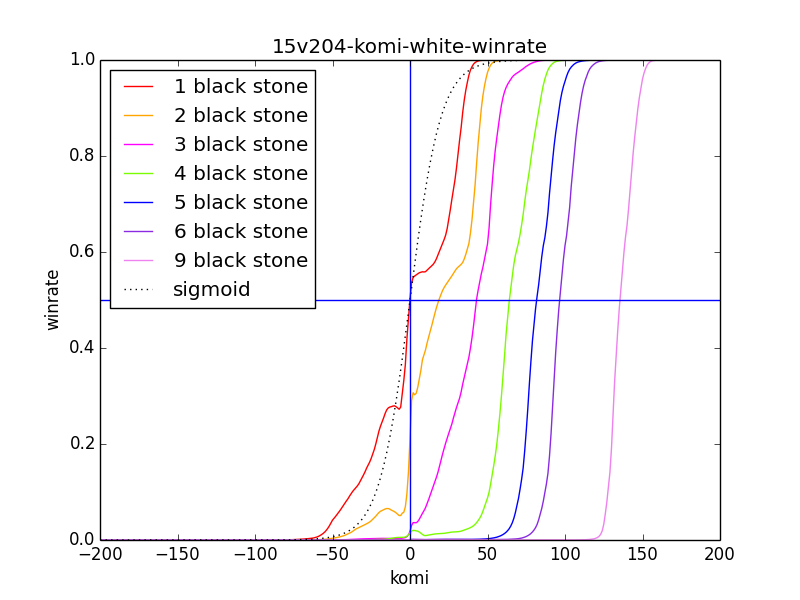 15v204-komi-white-winrate
1.0
0.8
0.6
0.4
0.2
0.0
winrate
1 black stone
2 black stone
3 black stone
4 black stone
5 black stone
6 black stone
9 black stone
sigmoid
−200 −150 −100 −50 0 50 100 150 200
komi